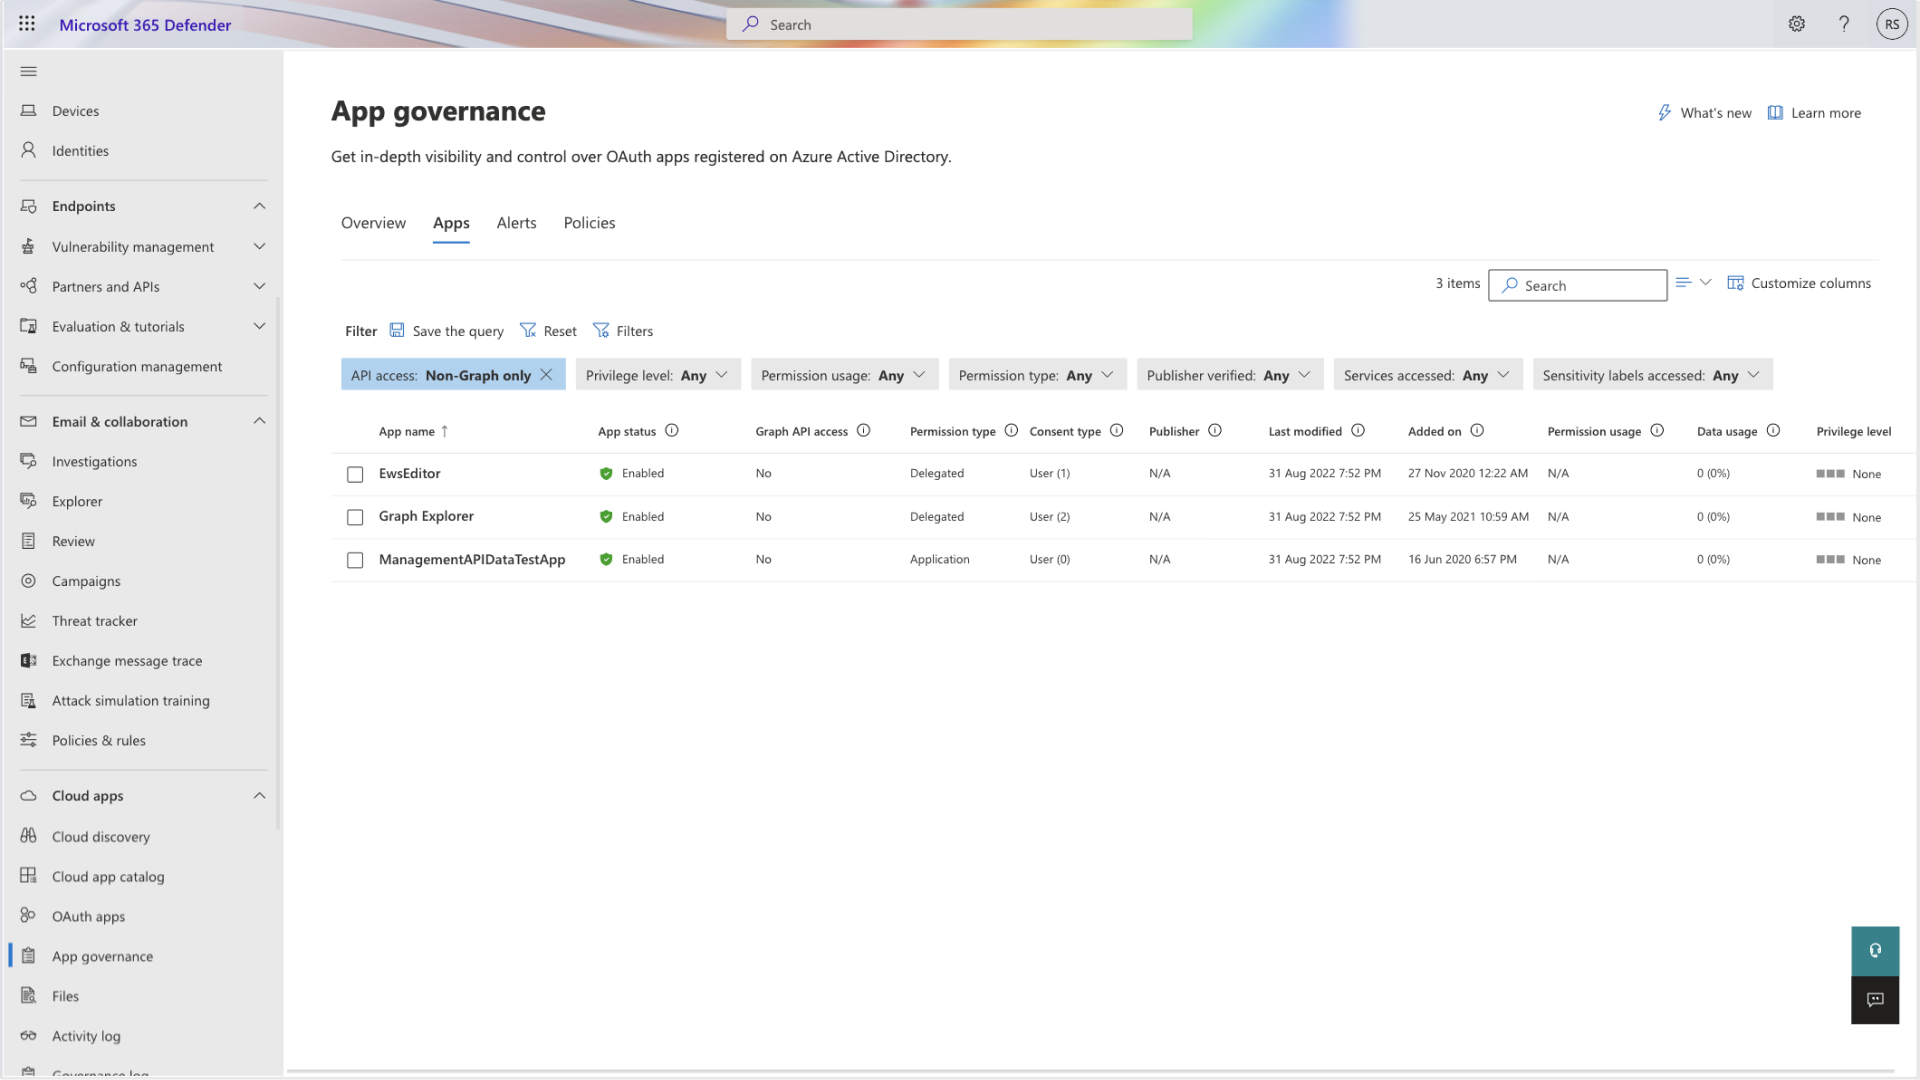 Microsoft 365 Defender
Search
RS
Devices
Identities
Endpoints
Vulnerability management
Partners and APIs
Evaluation & tutorials
Configuration management
Email & collaboration
Investigations
Explorer
Review
Campaigns
Threat tracker
Exchange message trace
Attack simulation training
Policies & rules
Cloud apps
Cloud discovery
Cloud app catalog
OAuth apps
App governance
Files
Activity log
Governance log
App governance
What's new Learn more
Get in-depth visibility and control over OAuth apps registered on Azure Active Directory.
Overview Apps Alerts Policies
3 items Search Customize columns
Filter Save the query Reset Filters
API access: Non-Graph only Privilege level: Any Permission usage: Any Permission type: Any Publisher verified: Any Services accessed: Any Sensitivity labels accessed: Any
App name ↑ App status Graph API access Permission type Consent type Publisher Last modified Added on Permission usage Data usage Privilege level
EwsEditor Enabled No Delegated User (1) N/A 31 Aug 2022 7:52 PM 27 Nov 2020 12:22 AM N/A 0 (0%) None
Graph Explorer Enabled No Delegated User (2) N/A 31 Aug 2022 7:52 PM 25 May 2021 10:59 AM N/A 0 (0%) None
ManagementAPIDataTestApp Enabled No Application User (0) N/A 31 Aug 2022 7:52 PM 16 Jun 2020 6:57 PM N/A 0 (0%) None